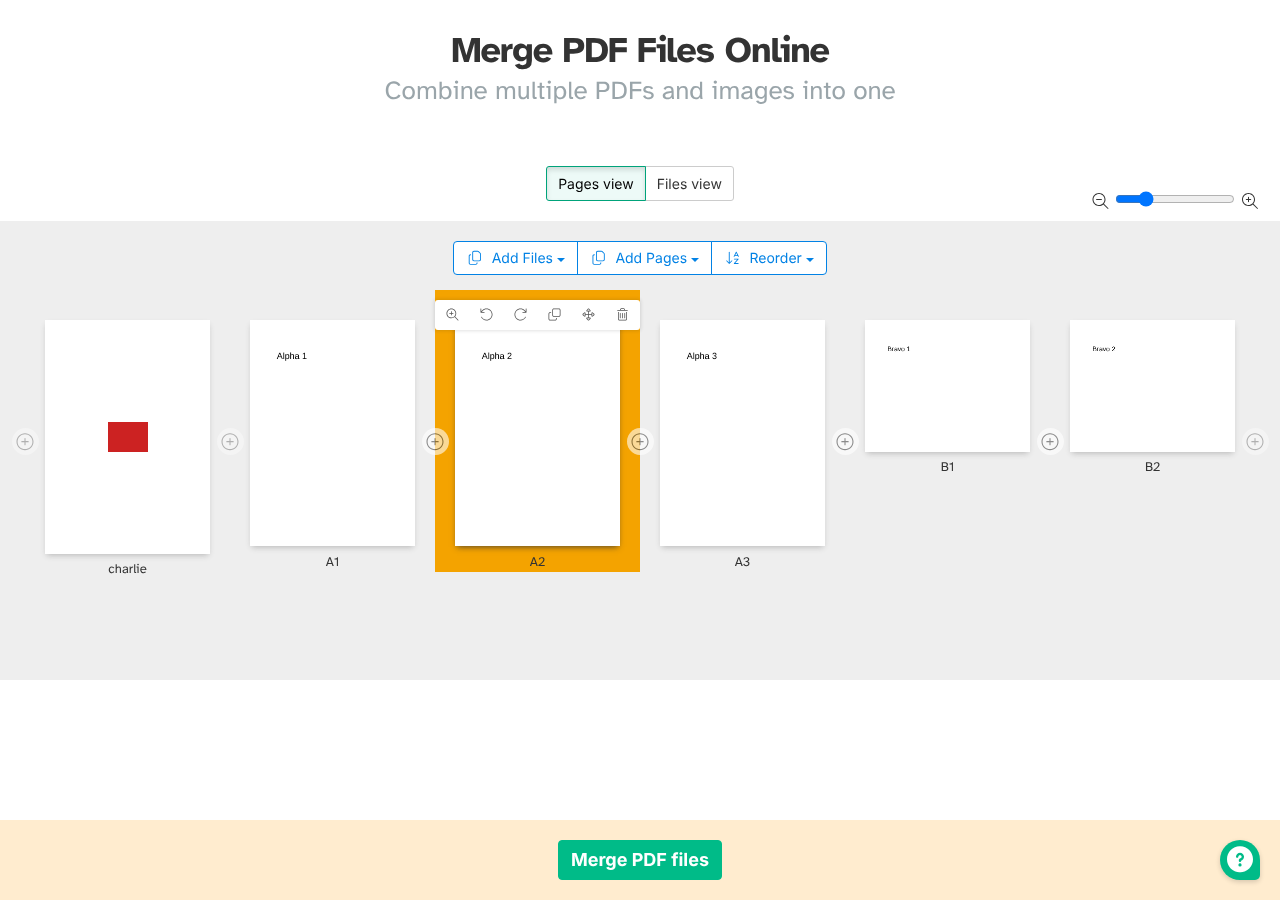 Merge PDF Files Online
Combine multiple PDFs and images into one
Pages view Files view
Add Files Add Pages Reorder
Alpha 1 Alpha 2 Alpha 3 Bravo 1 Bravo 2
B1 B2
A1 A2 A3
charlie
Merge PDF files